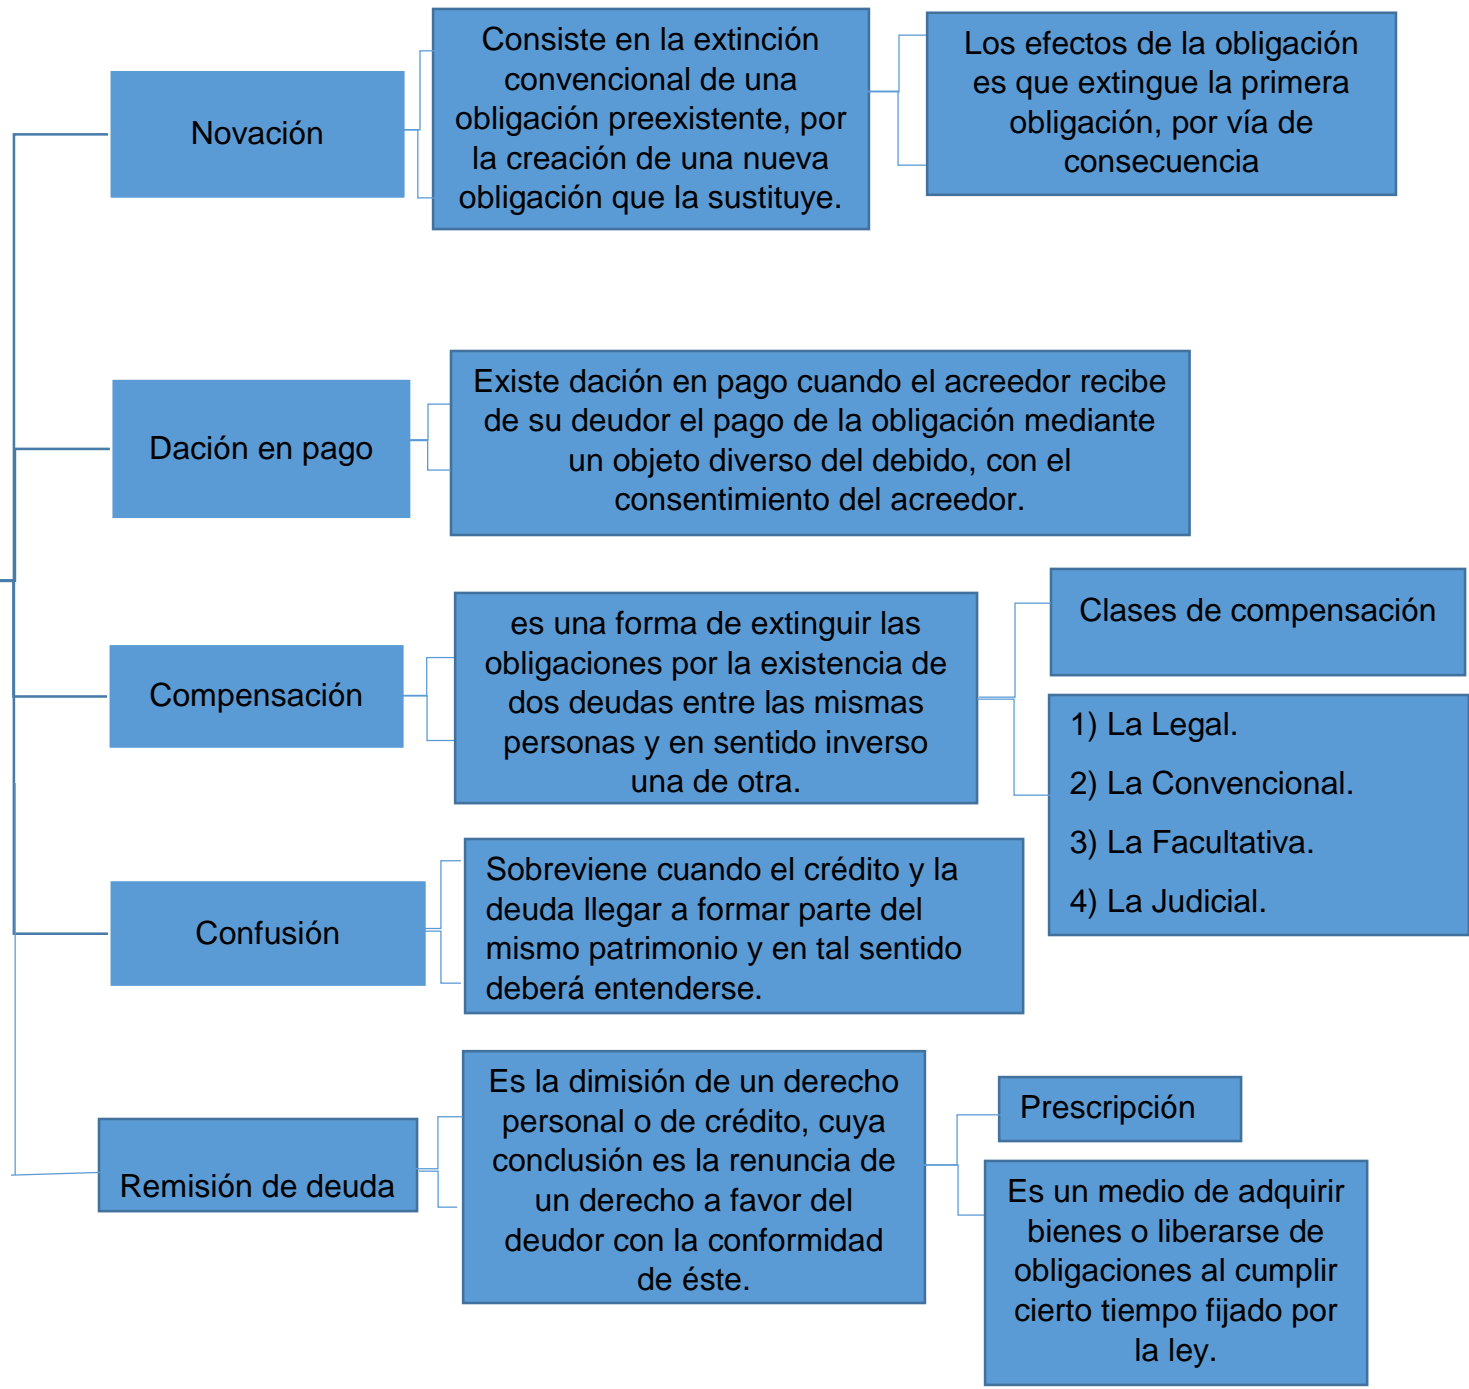 Novación
Consiste en la extinción
convencional de una
obligación preexistente, por
la creación de una nueva
obligación que la sustituye.
Los efectos de la obligación
es que extingue la primera
obligación, por vía de
consecuencia
Dación en pago
Existe dación en pago cuando el acreedor recibe
de su deudor el pago de la obligación mediante
un objeto diverso del debido, con el
consentimiento del acreedor.
Compensación
es una forma de extinguir las
obligaciones por la existencia de
dos deudas entre las mismas
personas y en sentido inverso
una de otra.
Clases de compensación
1) La Legal.
2) La Convencional.
3) La Facultativa.
4) La Judicial.
Confusión
Sobreviene cuando el crédito y la
deuda llegar a formar parte del
mismo patrimonio y en tal sentido
deberá entenderse.
Remisión de deuda
Es la dimisión de un derecho
personal o de crédito, cuya
conclusión es la renuncia de
un derecho a favor del
deudor con la conformidad
de éste.
Prescripción
Es un medio de adquirir
bienes o liberarse de
obligaciones al cumplir
cierto tiempo fijado por
la ley.